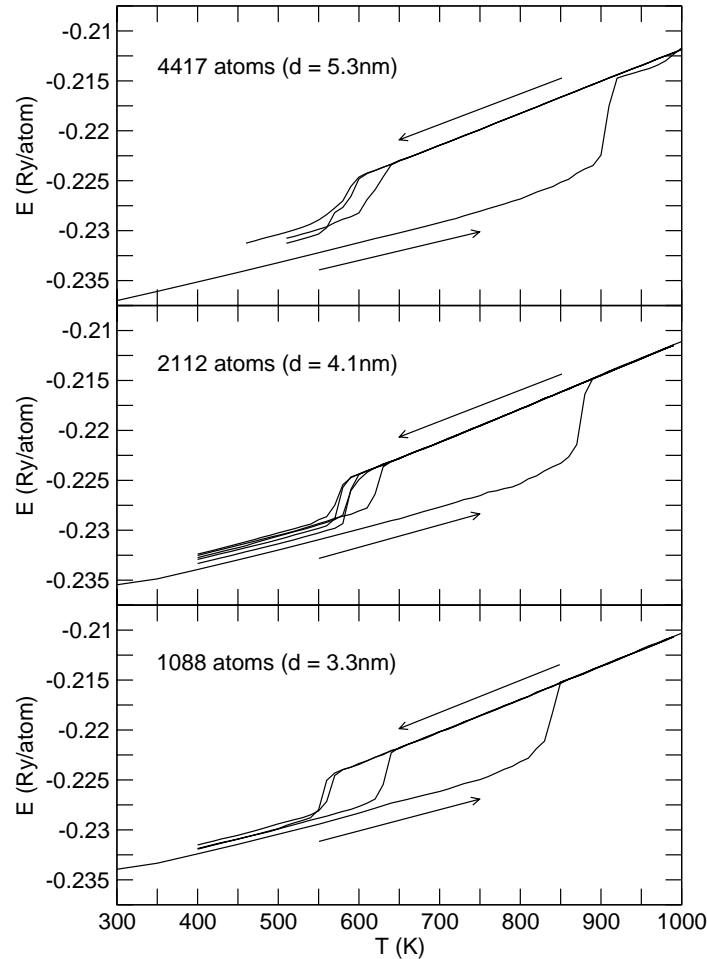 -0.21
-0.215
-0.22
-0.225
-0.23
-0.235
E (Ry/atom)
4417 atoms (d = 5.3nm)
-0.21
-0.215
-0.22
-0.225
-0.23
-0.235
E (Ry/atom)
2112 atoms (d = 4.1nm)
-0.21
-0.215
-0.22
-0.225
-0.23
-0.235
E (Ry/atom)
1088 atoms (d = 3.3nm)
300 400 500 600 700 800 900 1000
T (K)